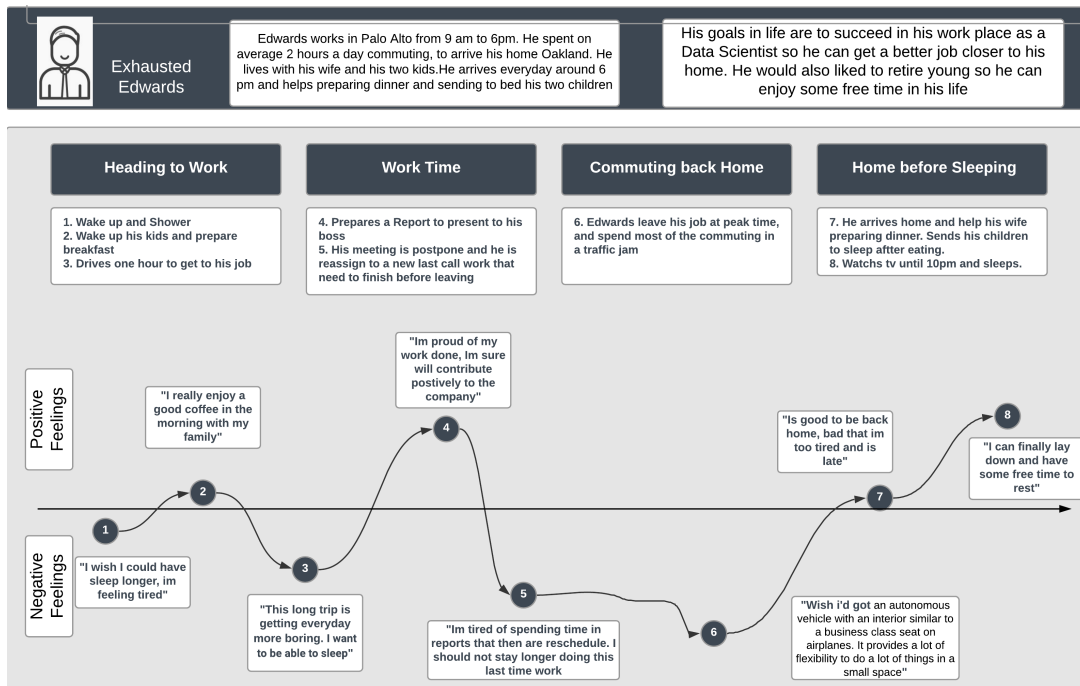 Exhausted
Edwards
Edwards works in Palo Alto from 9 am to 6pm. He spent on
average 2 hours a day commuting, to arrive his home Oakland. He
lives with his wife and his two kids.He arrives everyday around 6
pm and helps preparing dinner and sending to bed his two children
His goals in life are to succeed in his work place as a
Data Scientist so he can get a better job closer to his
home. He would also liked to retire young so he can
enjoy some free time in his life
Heading to Work
1. Wake up and Shower
2. Wake up his kids and prepare
breakfast
3. Drives one hour to get to his job
Work Time
4. Prepares a Report to present to his
boss
5. His meeting is postpone and he is
reassign to a new last call work that
need to finish before leaving
Commuting back Home
6. Edwards leave his job at peak time,
and spend most of the commuting in
a traffic jam
Home before Sleeping
7. He arrives home and help his wife
preparing dinner. Sends his children
to sleep aftter eating.
8. Watchs tv until 10pm and sleeps.
Positive
Feelings
Negative
Feelings
1
"I wish I could have
sleep longer, im
feeling tired"
2
"I really enjoy a
good coffee in the
morning with my
family"
3
"This long trip is
getting everyday
more boring. I want
to be able to sleep"
4
"Im proud of my
work done, Im sure
will contribute
postively to the
company"
5
"Im tired of spending time in
reports that then are reschedule. I
should not stay longer doing this
last time work
6
"Wish i'd got an autonomous
vehicle with an interior similar to
a business class seat on
airplanes. It provides a lot of
flexibility to do a lot of things in a
small space"
7
"Is good to be back
home, bad that im
too tired and is
late"
8
"I can finally lay
down and have
some free time to
rest"